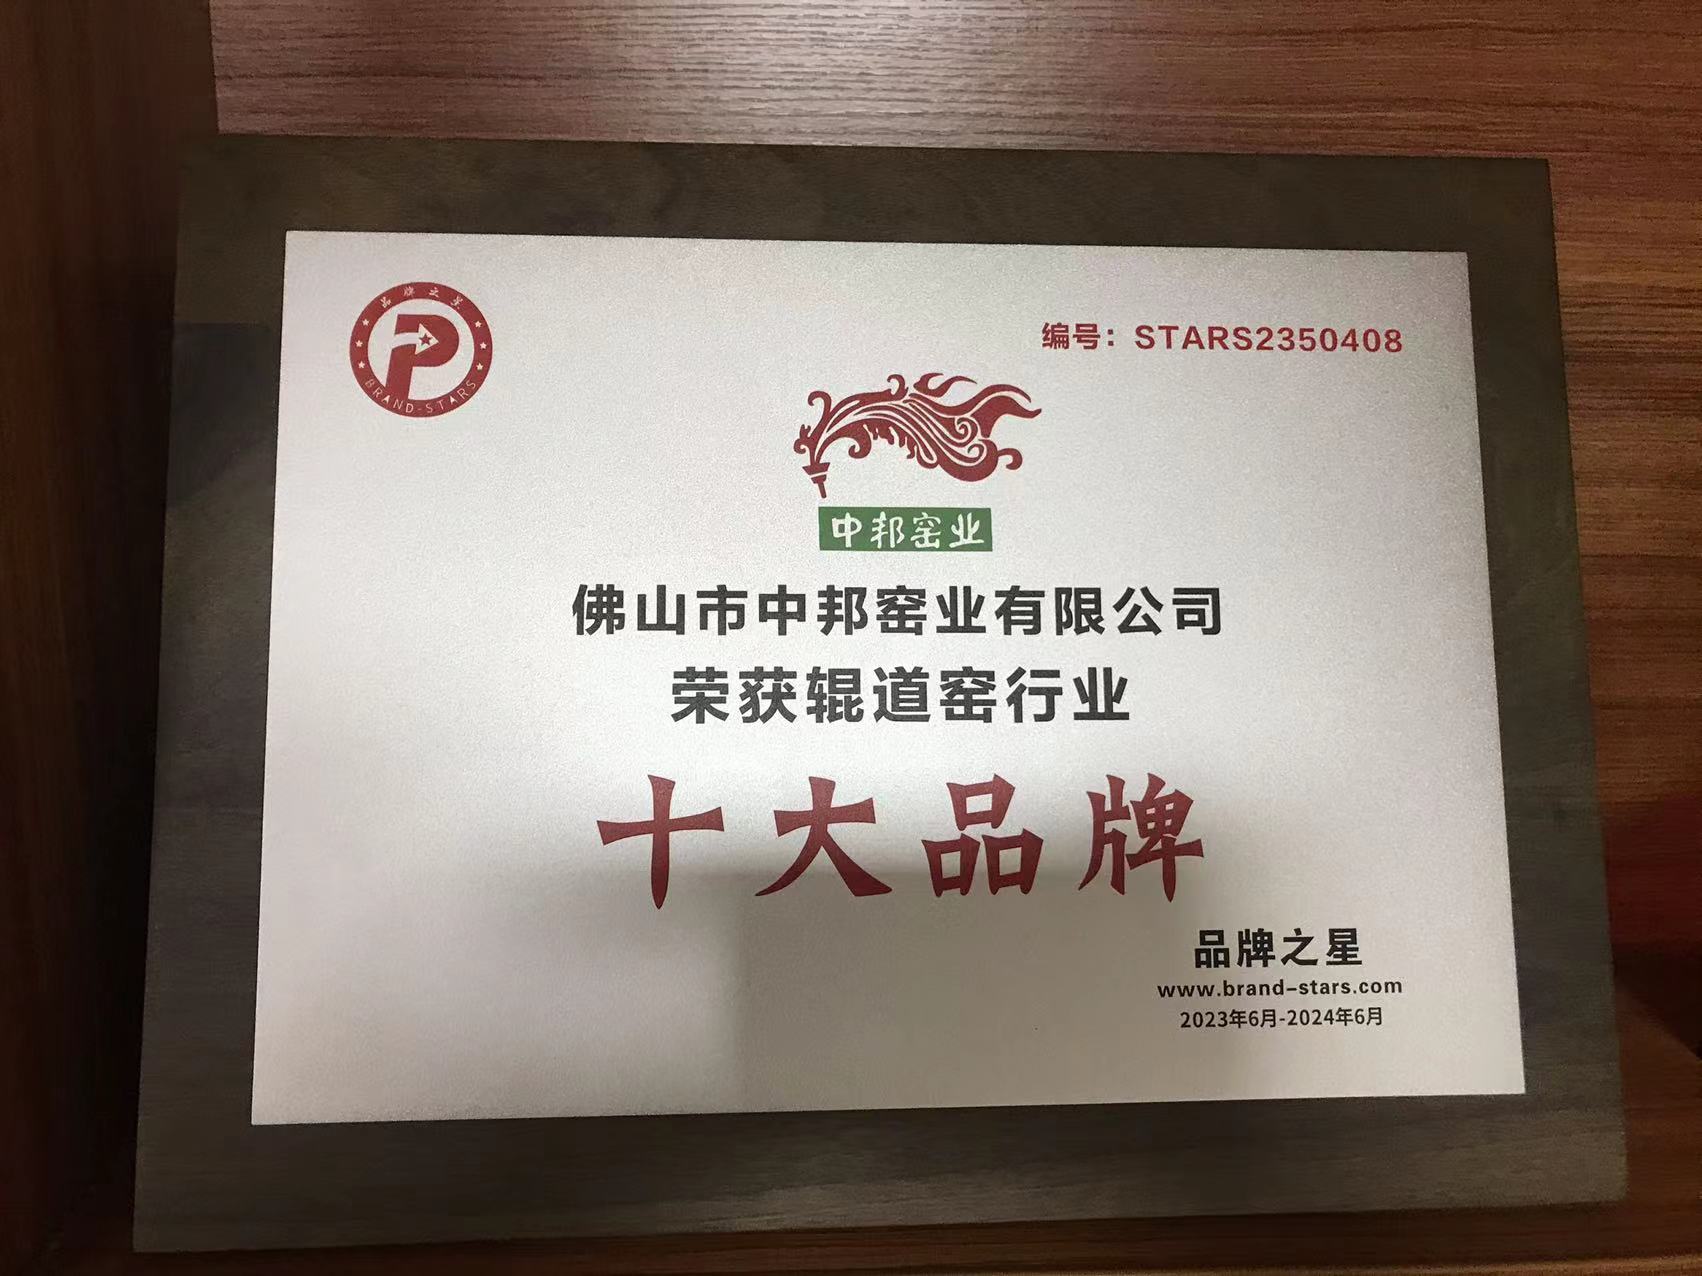 品牌之星
BRAND-STARS
编号：STARS2350408
中邦窑业
佛山市中邦窑业有限公司
荣获辊道窑行业
十大品牌
品牌之星
www.brand-stars.com
2023年6月-2024年6月